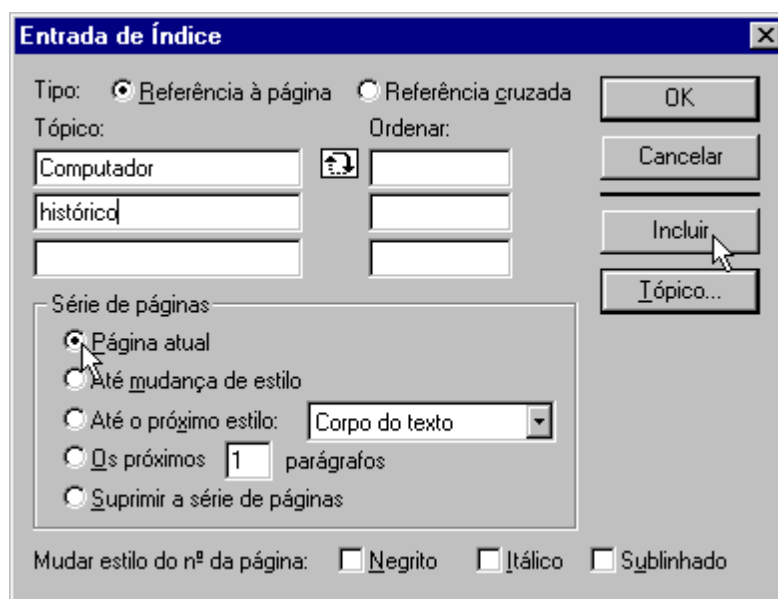 Entrada de Índice
Tipo: Referência à página Referência cruzada
OK
Tópico: Ordenar:
Computador
Cancelar
histórico
Incluir
Tópico...
Série de páginas
Página atual
Até mudança de estilo
Até o próximo estilo: Corpo do texto
Os próximos 1 parágrafos
Suprimir a série de páginas
Mudar estilo do nº da página: Negrito Itálico Sublinhado